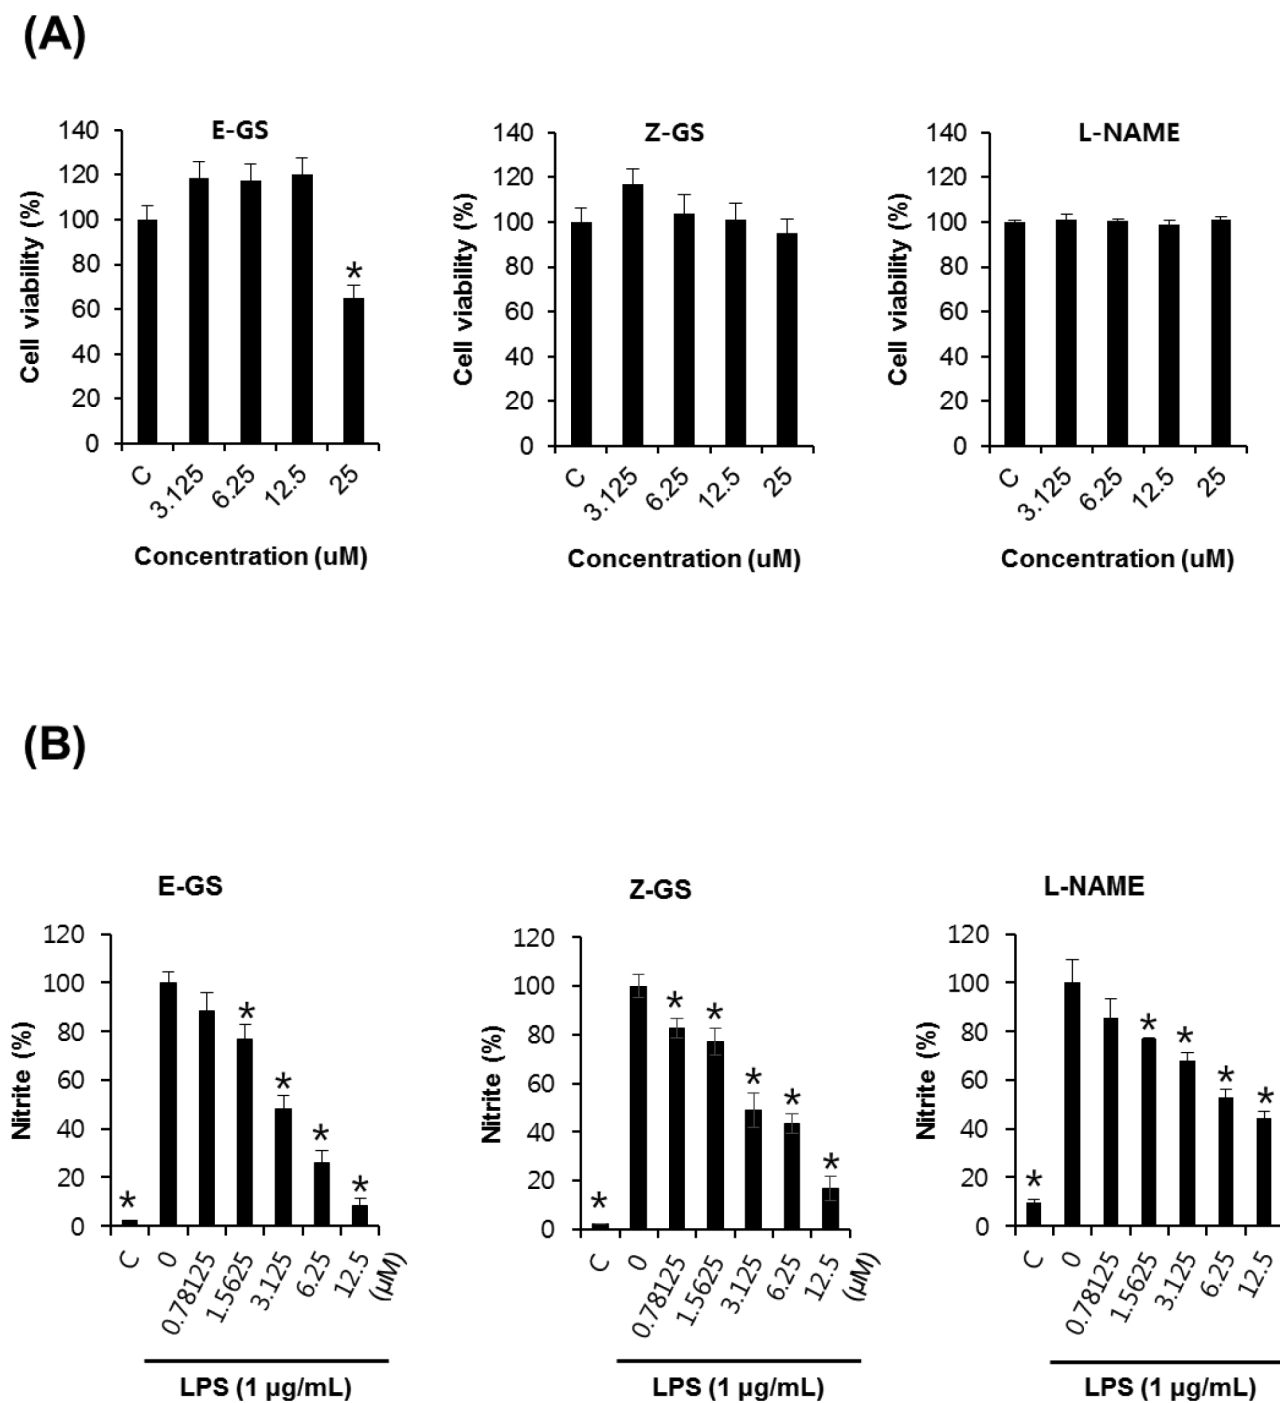 (A)
E-GS
Z-GS
L-NAME
Cell viability (%)
140
120
100
80
60
40
20
0
*
C
3.125
6.25
12.5
25
Concentration (uM)
Cell viability (%)
140
120
100
80
60
40
20
0
C
3.125
6.25
12.5
25
Concentration (uM)
Cell viability (%)
140
120
100
80
60
40
20
0
C
3.125
6.25
12.5
25
Concentration (uM)
(B)
E-GS
Z-GS
L-NAME
Nitrite (%)
120
100
80
60
40
20
0
* * * * *
C
0
0.78125
1.5625
3.125
6.25
12.5
(µM)
LPS (1 µg/mL)
Nitrite (%)
120
100
80
60
40
20
0
* * * * * *
C
0
0.78125
1.5625
3.125
6.25
12.5
(µM)
LPS (1 µg/mL)
Nitrite (%)
120
100
80
60
40
20
0
* * * * *
C
0
0.78125
1.5625
3.125
6.25
12.5
LPS (1 µg/mL)